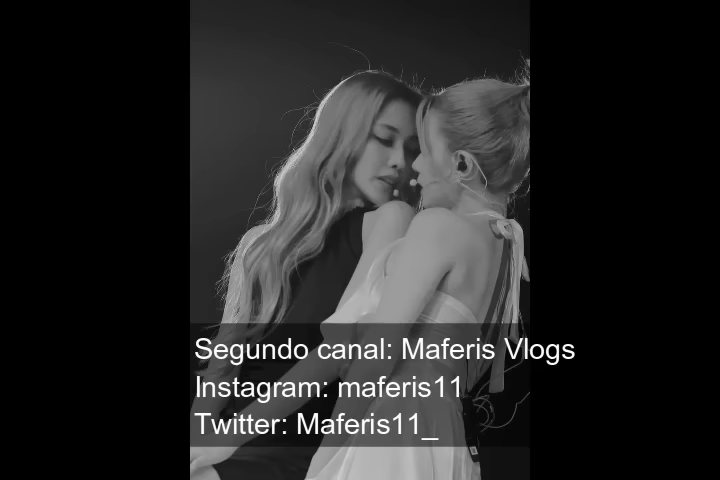 Segundo canal: Maferis Vlogs
Instagram: maferis11
Twitter: Maferis11_